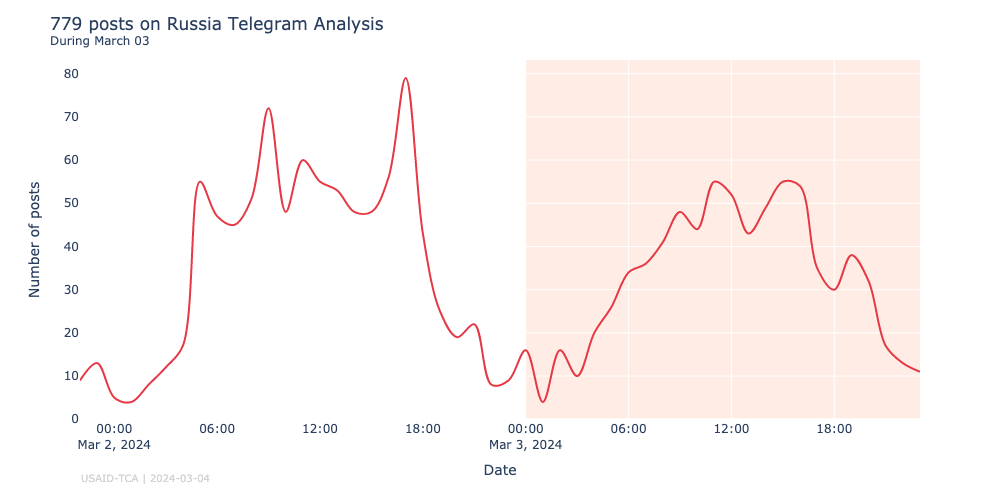 779 posts on Russia Telegram Analysis
During March 03
Number of posts
80
70
60
50
40
30
20
10
0
00:00 06:00 12:00 18:00 00:00 06:00 12:00 18:00
Mar 2, 2024 Mar 3, 2024
Date
USAID-TCA | 2024-03-04